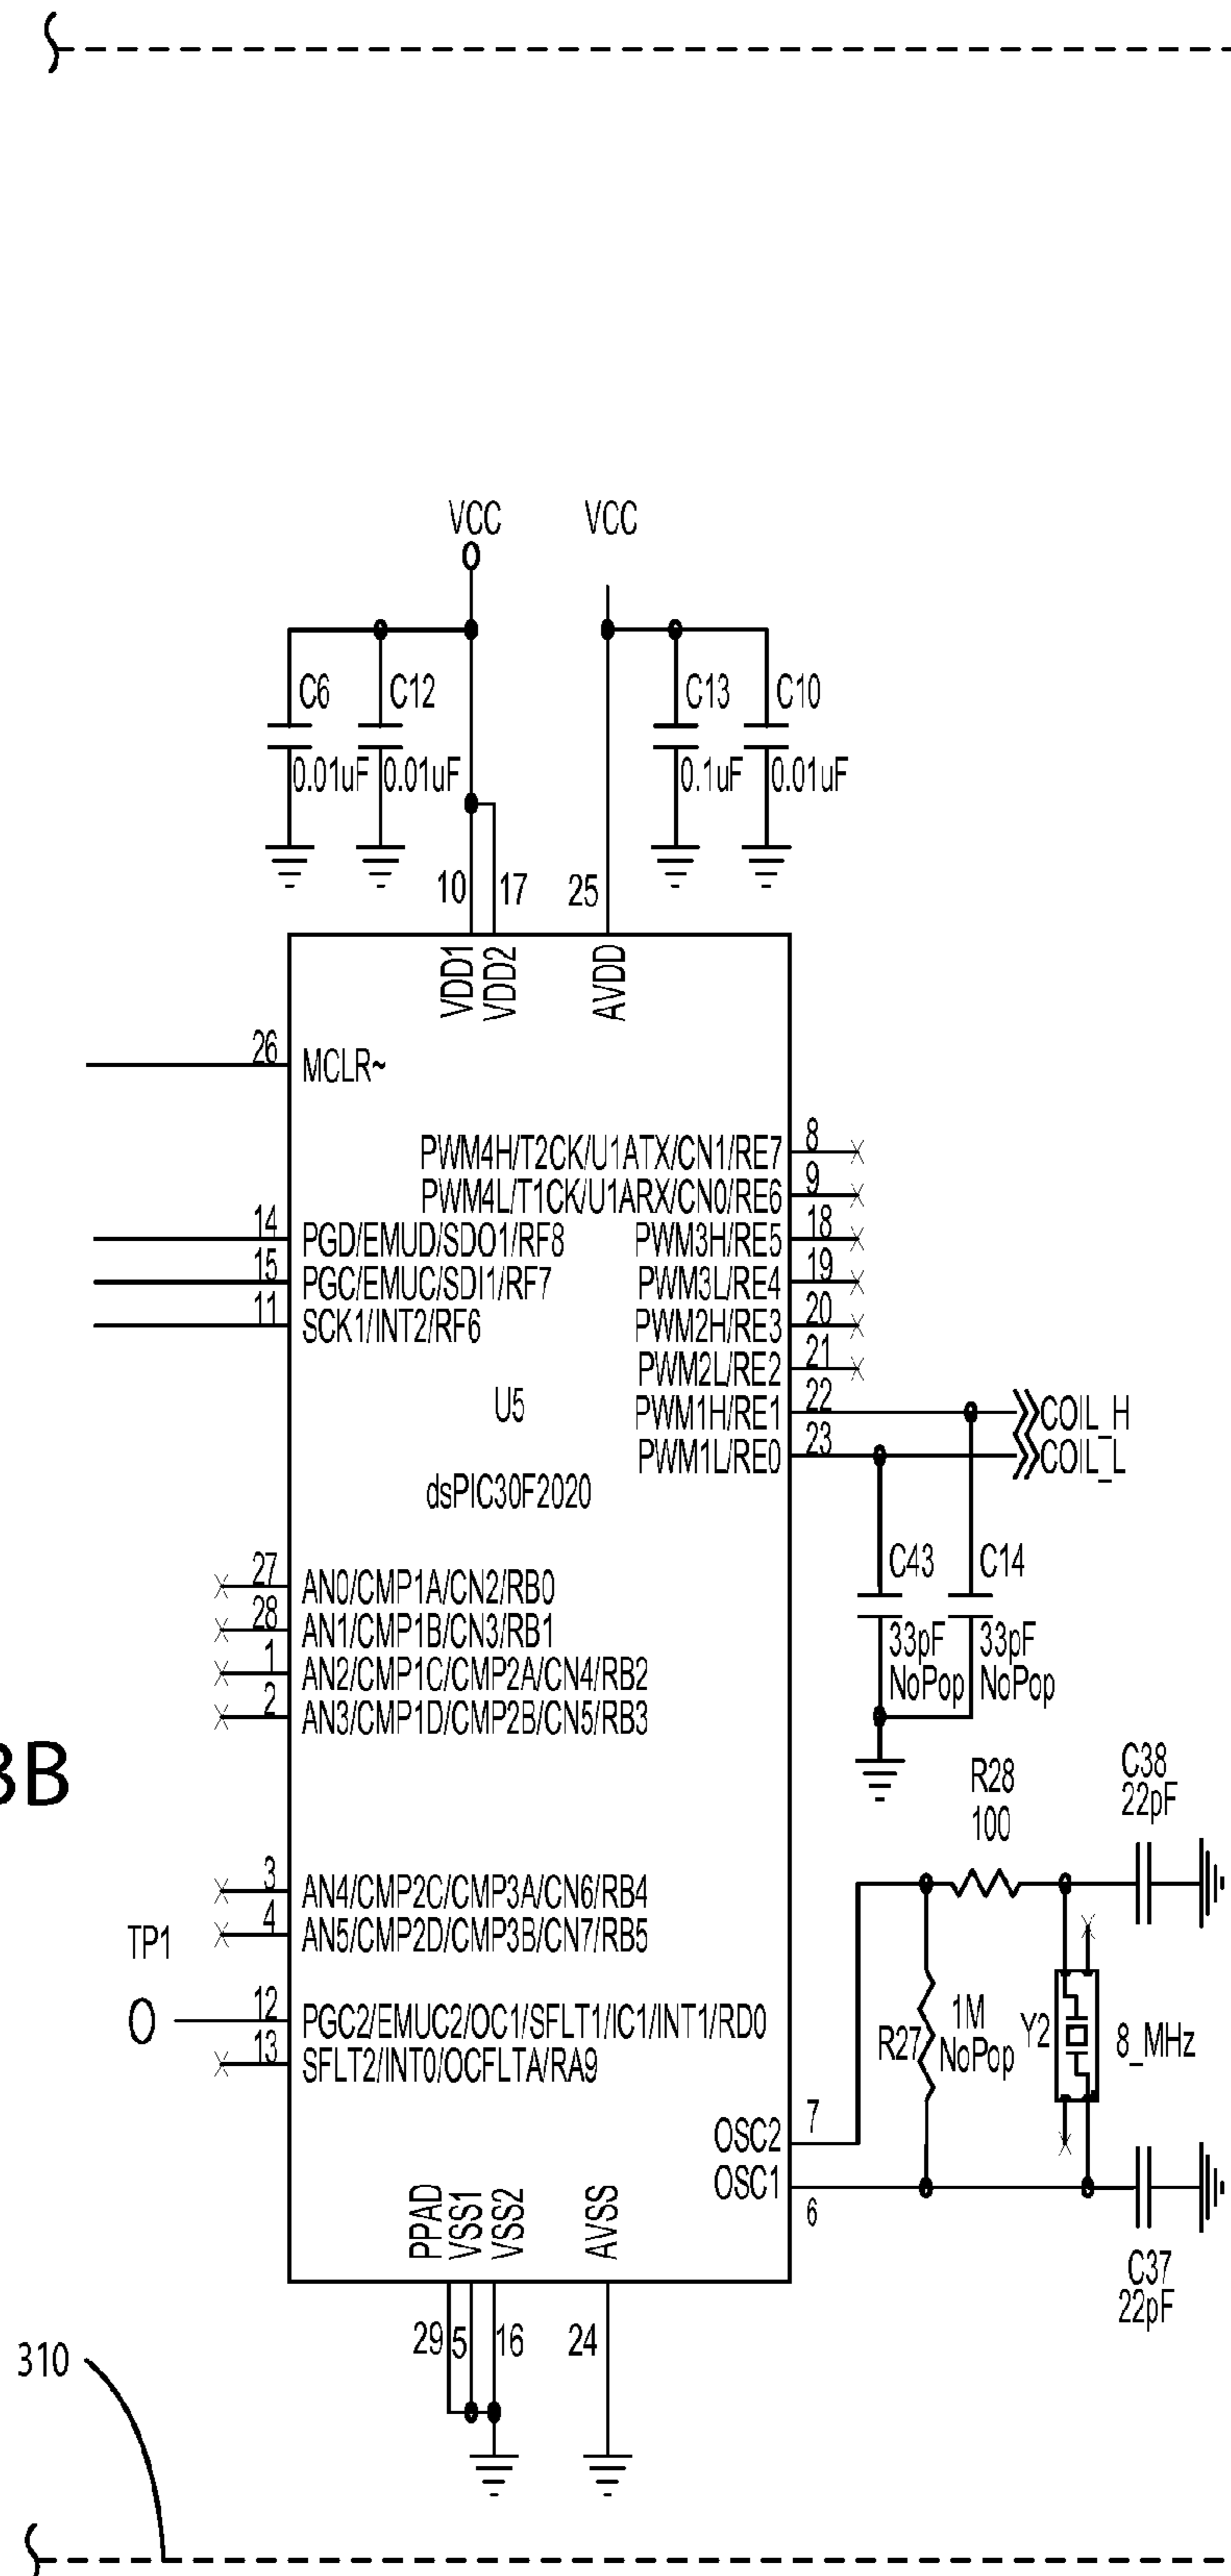 VCC VCC
C6 C12 C13 C10
0.01uF 0.01uF 0.1uF 0.01uF
10 17 25
VDD1 VDD2 AVDD
26 MCLR~
PWM4H/T2CK/U1ATX/CN1/RE7 8
PWM4L/T1CK/U1ARX/CN0/RE6 9
14 PGD/EMUD/SDO1/RF8 PWM3H/RE5 18
15 PGC/EMUC/SDI1/RF7 PWM3L/RE4 19
11 SCK1/INT2/RF6 PWM2H/RE3 20
PWM2L/RE2 21
U5 PWM1H/RE1 22 COIL_H
PWM1L/RE0 23 COIL_L
dsPIC30F2020
C43 C14
27 AN0/CMP1A/CN2/RB0
28 AN1/CMP1B/CN3/RB1
33pF 33pF
1 AN2/CMP1C/CMP2A/CN4/RB2 NoPop NoPop
2 AN3/CMP1D/CMP2B/CN5/RB3
3B
C38
R28 22pF
100
3 AN4/CMP2C/CMP3A/CN6/RB4
4 AN5/CMP2D/CMP3B/CN7/RB5
TP1
12 PGC2/EMUC2/OC1/SFLT1/IC1/INT1/RD0
13 SFLT2/INT0/OCFLTA/RA9
1M
R27 NoPop Y2 8_MHz
OSC2 7
OSC1 6
PPAD VSS1 VSS2 AVSS
C37
22pF
29 5 16 24
310